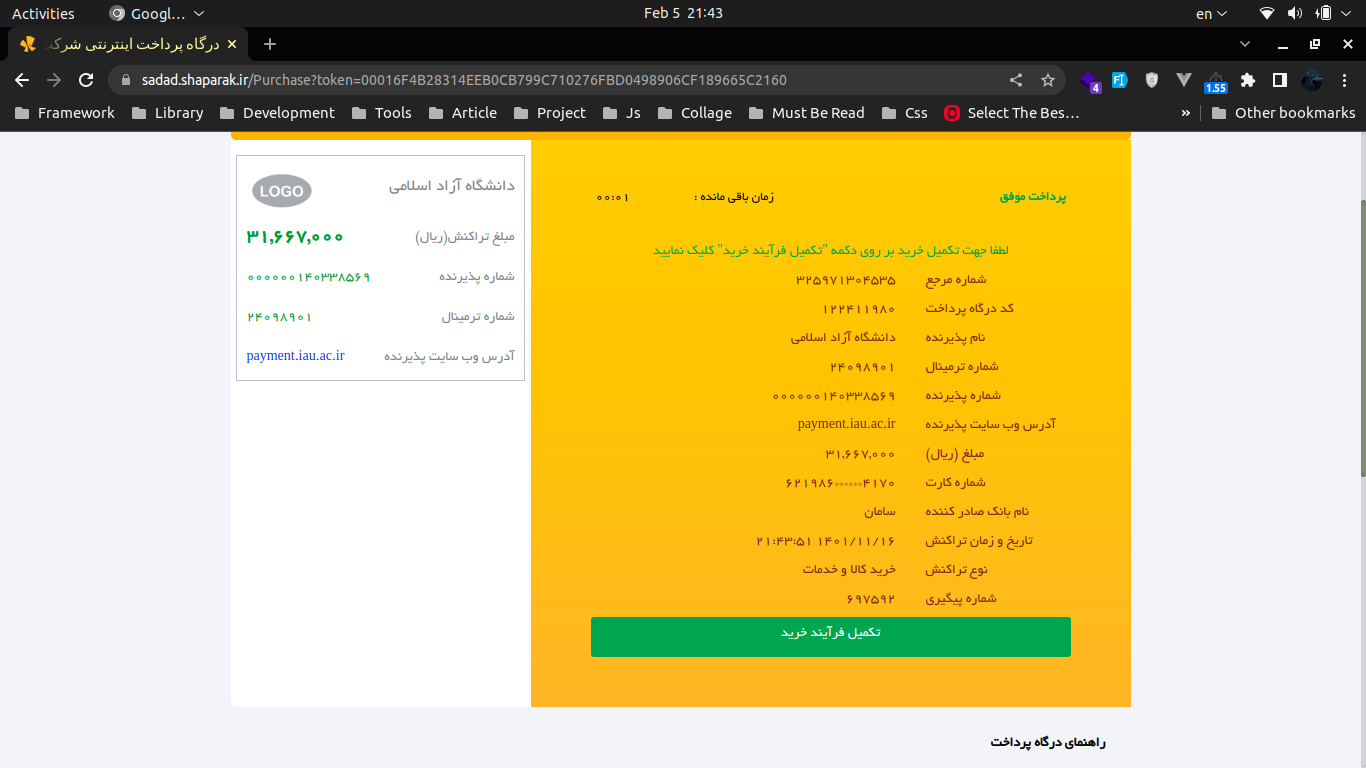 Activities
Googl…
Feb 5 21:43
en
درگاه پرداخت اینترنتی شرک
sadad.shaparak.ir/Purchase?token=00016F4B28314EEB0CB799C710276FBD0498906CF189665C2160
4
1.55
Framework
Library
Development
Tools
Article
Project
Js
Collage
Must Be Read
Css
Select The Bes…
»
Other bookmarks
LOGO
دانشگاه آزاد اسلامی
مبلغ تراکنش(ریال) ۳۱,۶۶۷,۰۰۰
شماره پذیرنده ۰۰۰۰۰۰۱۴۰۳۳۸۵۶۹
شماره ترمینال ۲۴۰۹۸۹۰۱
آدرس وب سایت پذیرنده payment.iau.ac.ir
پرداخت موفق
زمان باقی مانده : ۰۰:۰۱
لطفا جهت تکمیل خرید بر روی دکمه "تکمیل فرآیند خرید" کلیک نمایید
شماره مرجع ۳۲۵۹۷۱۳۰۴۵۳۵
کد درگاه پرداخت ۱۲۲۴۱۱۹۸۰
نام پذیرنده دانشگاه آزاد اسلامی
شماره ترمینال ۲۴۰۹۸۹۰۱
شماره پذیرنده ۰۰۰۰۰۰۱۴۰۳۳۸۵۶۹
آدرس وب سایت پذیرنده payment.iau.ac.ir
مبلغ (ریال) ۳۱,۶۶۷,۰۰۰
شماره کارت ۶۲۱۹۸۶******۴۱۷۰
نام بانک صادر کننده سامان
تاریخ و زمان تراکنش ۱۴۰۱/۱۱/۱۶ ۲۱:۴۳:۵۱
نوع تراکنش خرید کالا و خدمات
شماره پیگیری ۶۹۷۵۹۲
تکمیل فرآیند خرید
راهنمای درگاه پرداخت